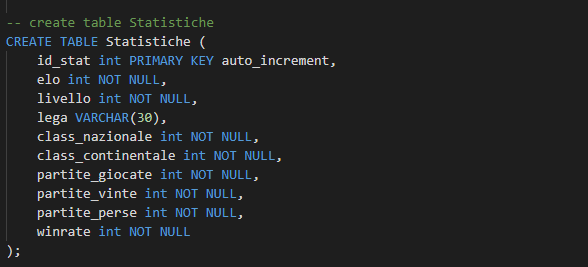 -- create table Statistiche
CREATE TABLE Statistiche (
id_stat int PRIMARY KEY auto_increment,
elo int NOT NULL,
livello int NOT NULL,
lega VARCHAR(30),
class_nazionale int NOT NULL,
class_continentale int NOT NULL,
partite_giocate int NOT NULL,
partite_vinte int NOT NULL,
partite_perse int NOT NULL,
winrate int NOT NULL
);